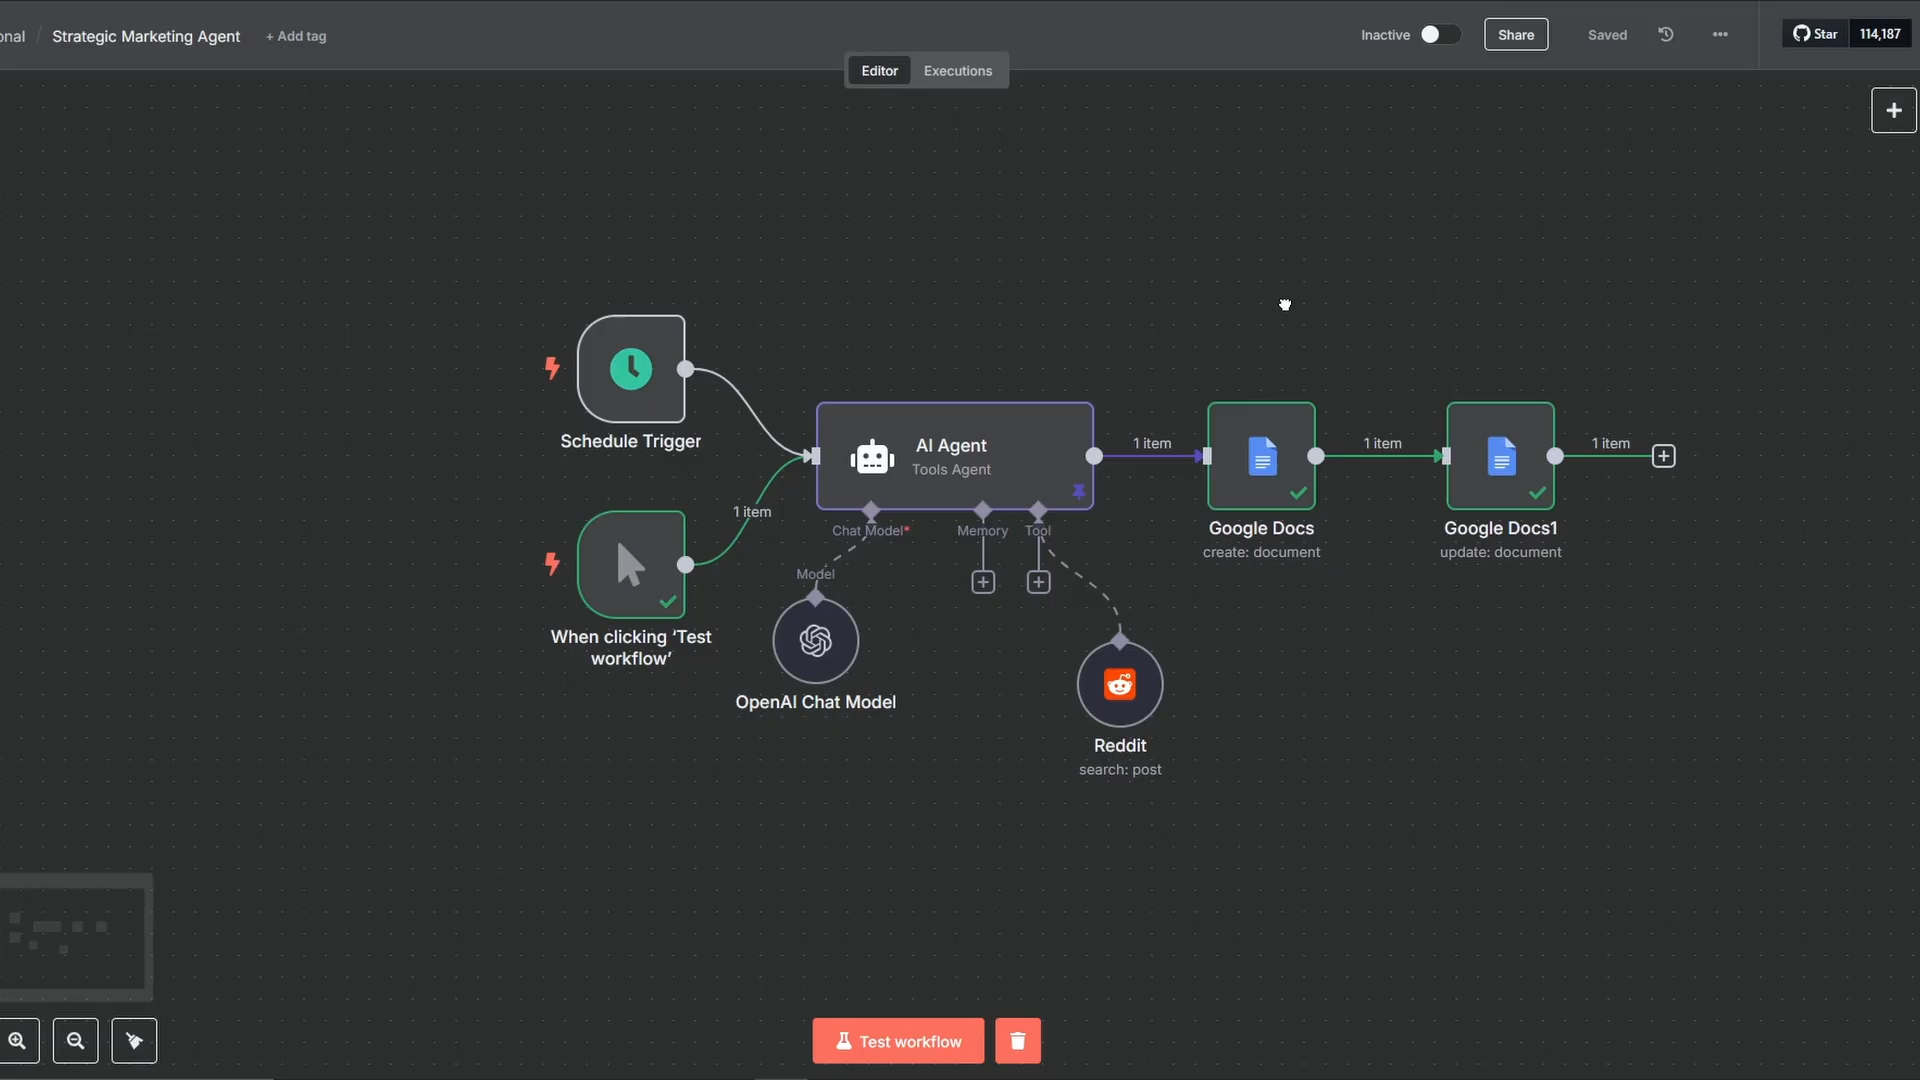 onal / Strategic Marketing Agent + Add tag
Inactive
Share
Saved
Star 114,187
Editor Executions
Schedule Trigger
1 item
When clicking ‘Test
workflow’
AI Agent
Tools Agent
Chat Model*
Memory
Tool
Model
OpenAI Chat Model
Reddit
search: post
1 item
Google Docs
create: document
1 item
Google Docs1
update: document
1 item
Test workflow